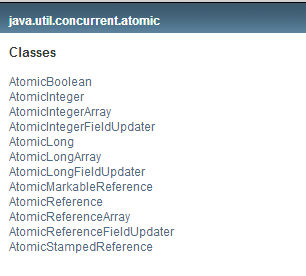 java.util.concurrent.atomic
Classes
AtomicBoolean
AtomicInteger
AtomicIntegerArray
AtomicIntegerFieldUpdater
AtomicLong
AtomicLongArray
AtomicLongFieldUpdater
AtomicMarkableReference
AtomicReference
AtomicReferenceArray
AtomicReferenceFieldUpdater
AtomicStampedReference